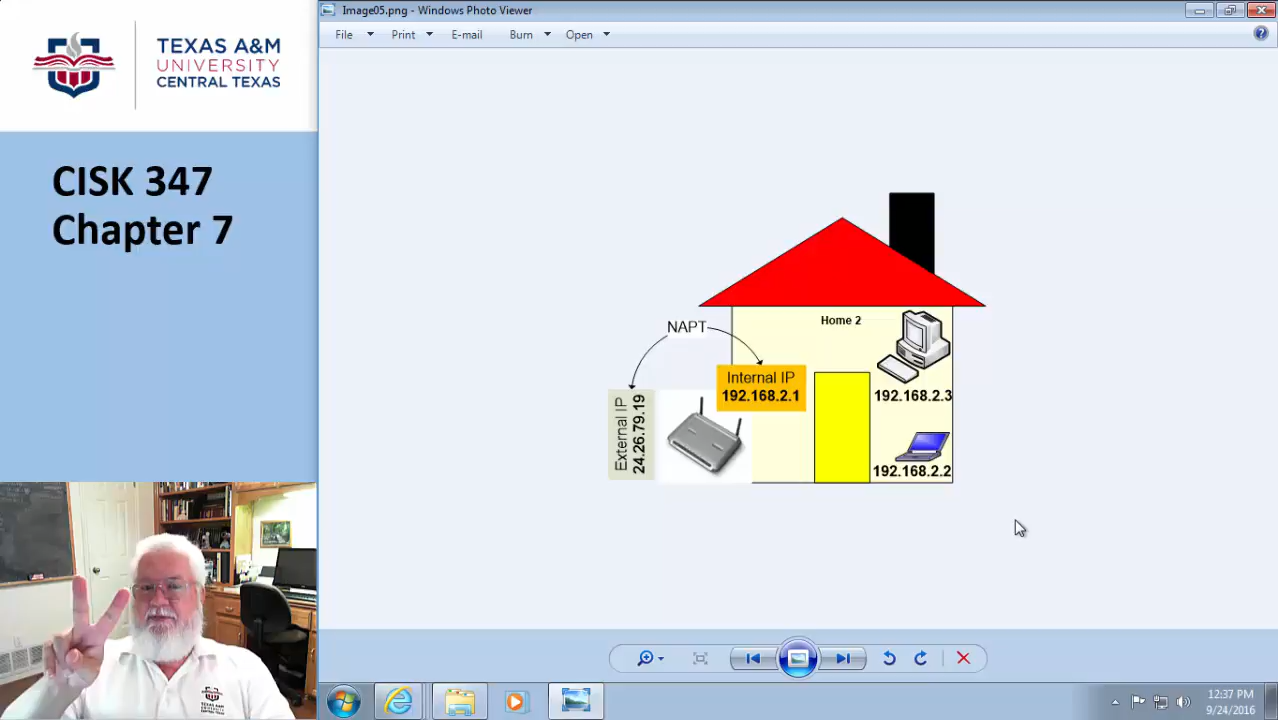 TEXAS A&M
UNIVERSITY
CENTRAL TEXAS
CISK 347
Chapter 7
Image05.png - Windows Photo Viewer
File Print E-mail Burn Open
Home 2
NAPT
Internal IP
192.168.2.1
192.168.2.3
External IP
24.26.79.19
192.168.2.2
12:37 PM
9/24/2016